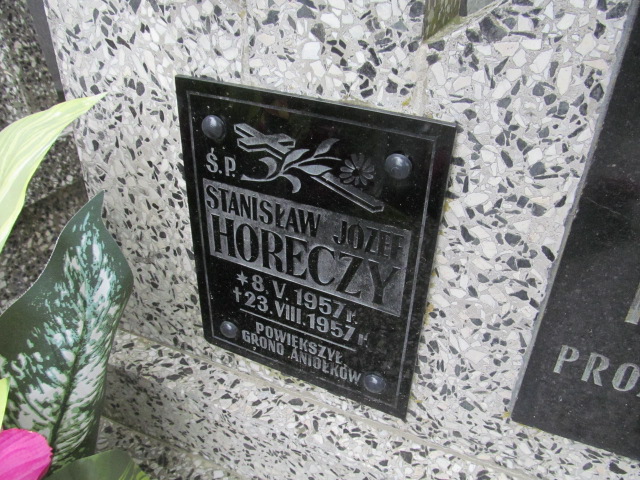 Ś.P.
STANISŁAW JÓZEF
HORECZY
*8.V.1957r.
✝23.VIII.1957r
POWIĘKSZYŁ
GRONO ANIOŁKÓW
PRO